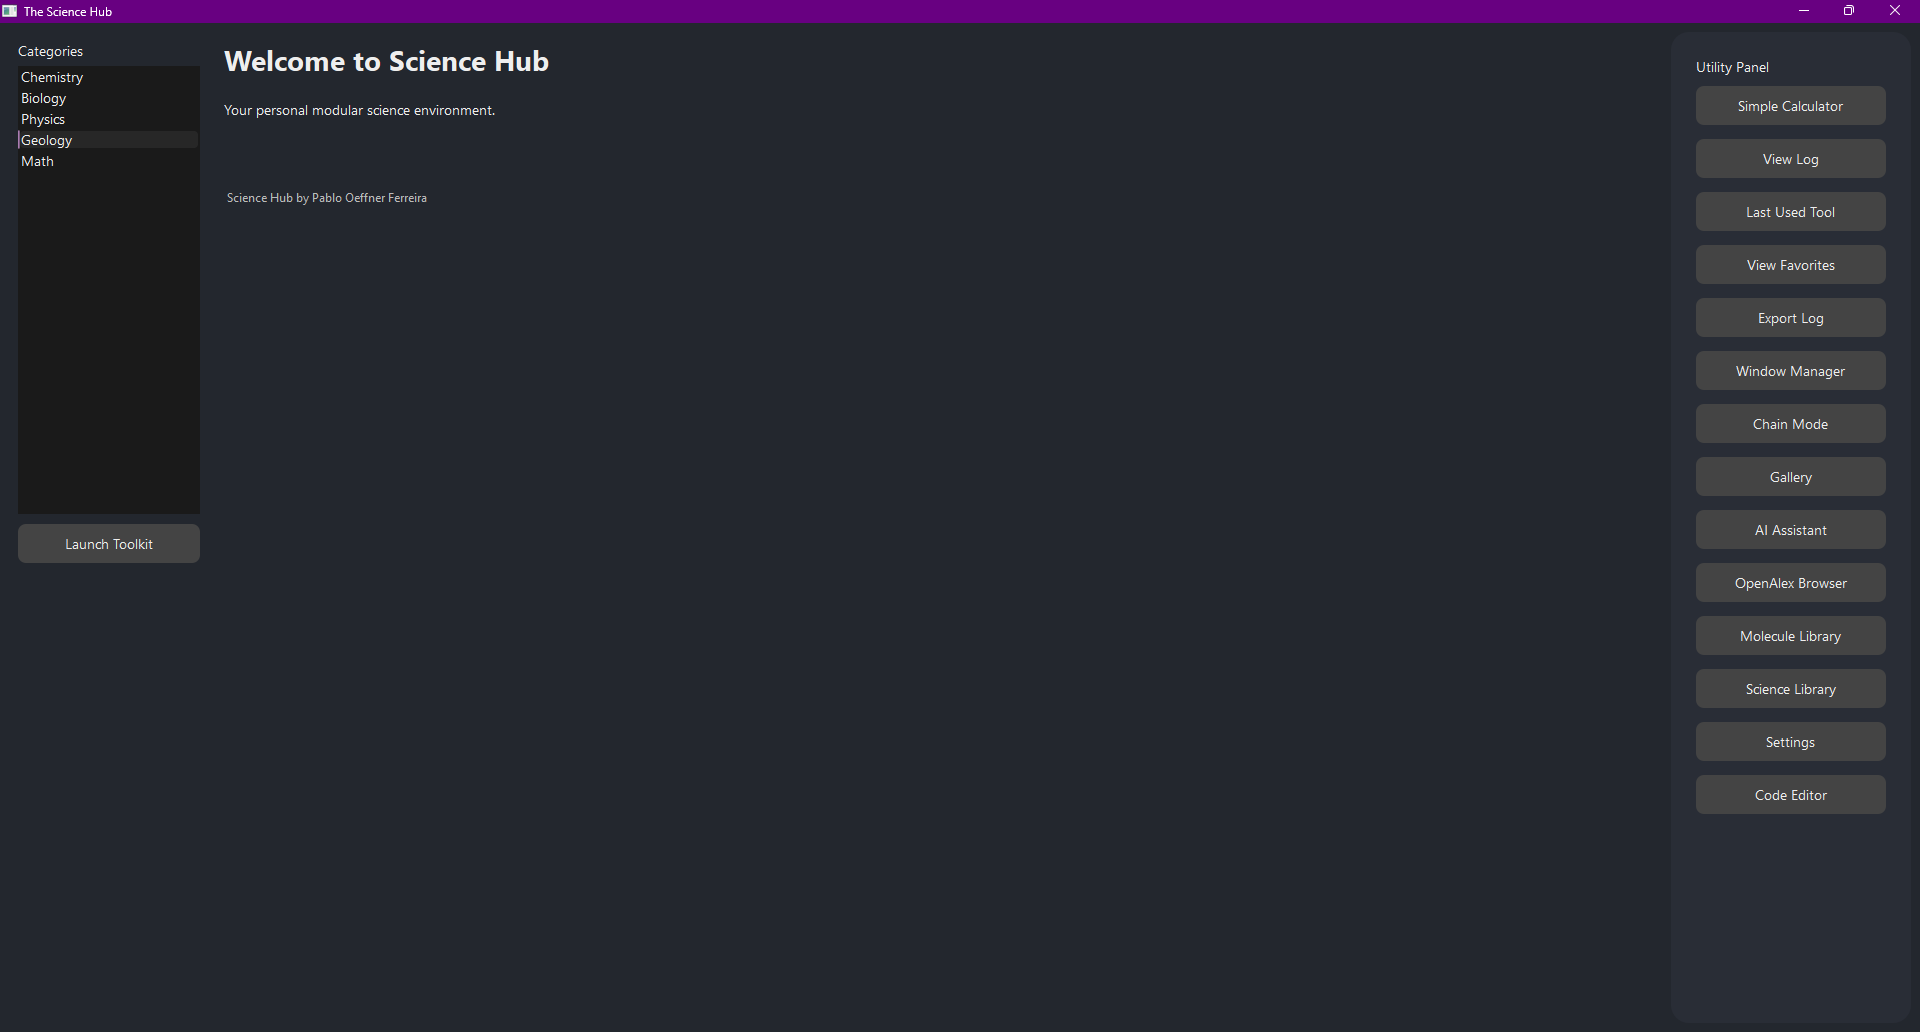 The Science Hub
Categories
Chemistry
Biology
Physics
Geology
Math
Launch Toolkit
Welcome to Science Hub
Your personal modular science environment.
Science Hub by Pablo Oeffner Ferreira
Utility Panel
Simple Calculator
View Log
Last Used Tool
View Favorites
Export Log
Window Manager
Chain Mode
Gallery
AI Assistant
OpenAlex Browser
Molecule Library
Science Library
Settings
Code Editor